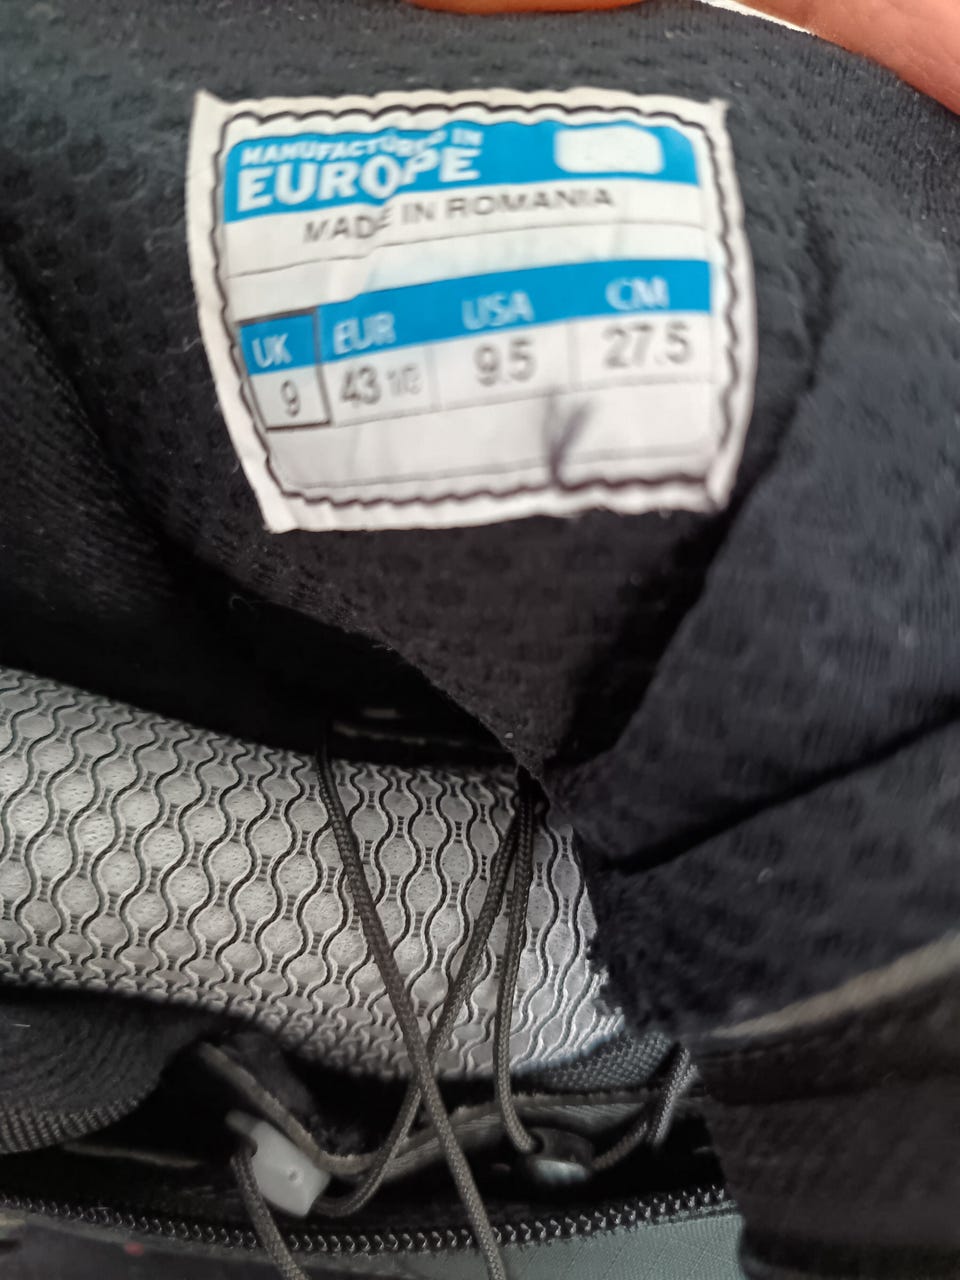 MANUFACTURED IN
EUROPE
MADE IN ROMANIA
UK EUR USA CM
9 43 1/3 9.5 27.5